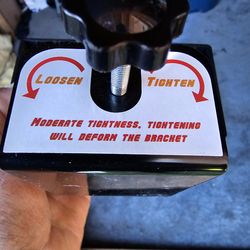 LOOSEN TIGHTEN
MODERATE TIGHTNESS, TIGHTENING
WILL DEFORM THE BRACKET